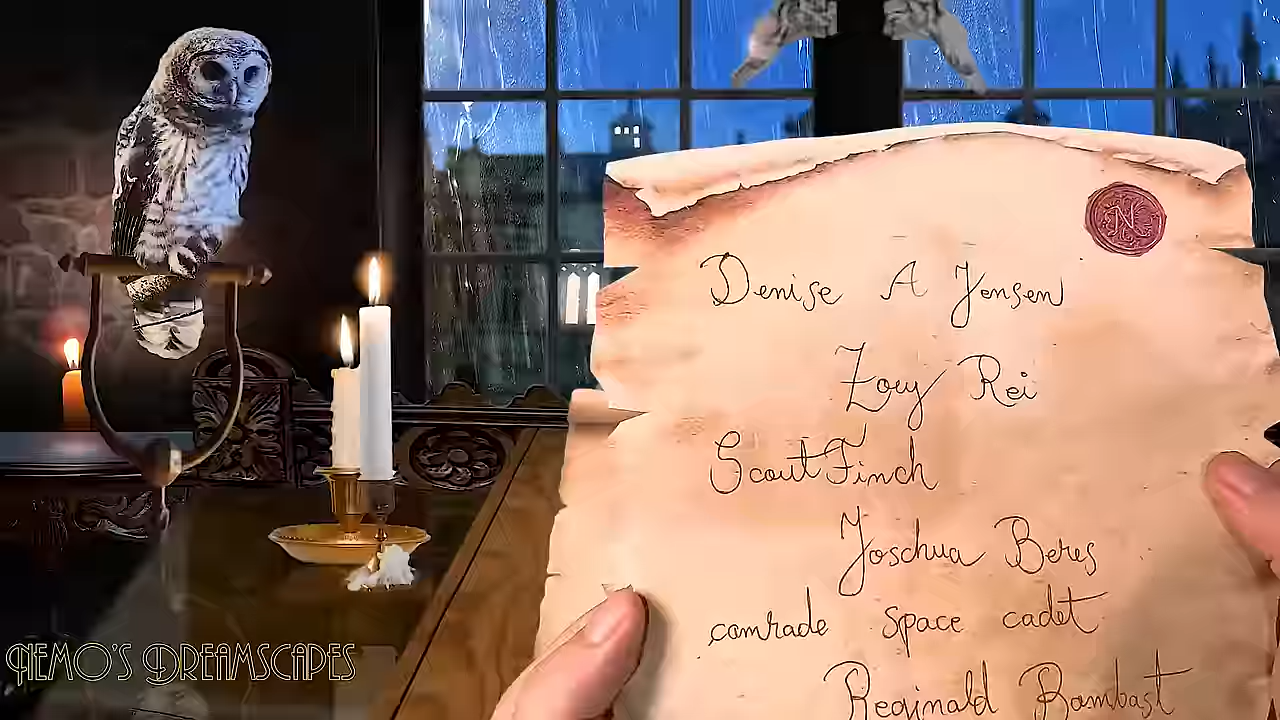 N
Denise A Jensen
Zoey Rei
ScoutFinch
Joschua Beres
comrade space cadet
Reginald Bombast
NEMO'S DREAMSCAPES